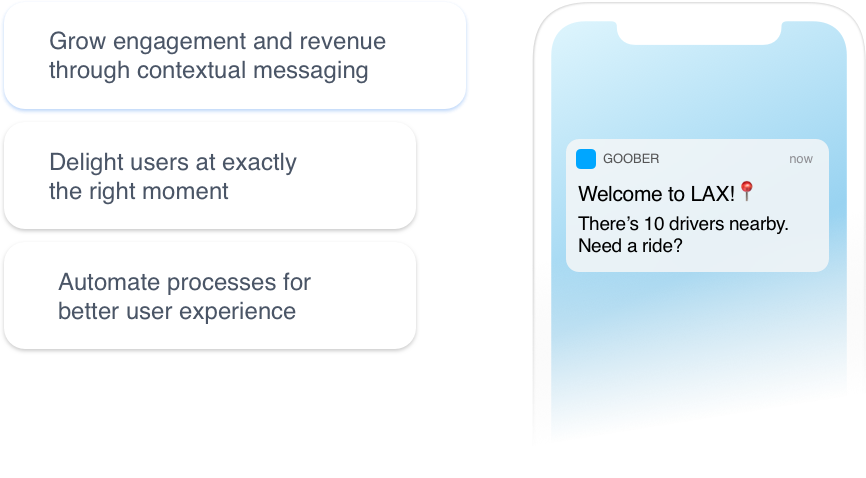 Grow engagement and revenue
through contextual messaging
Delight users at exactly
the right moment
Automate processes for
better user experience
GOOBER
now
Welcome to LAX!📍
There’s 10 drivers nearby.
Need a ride?